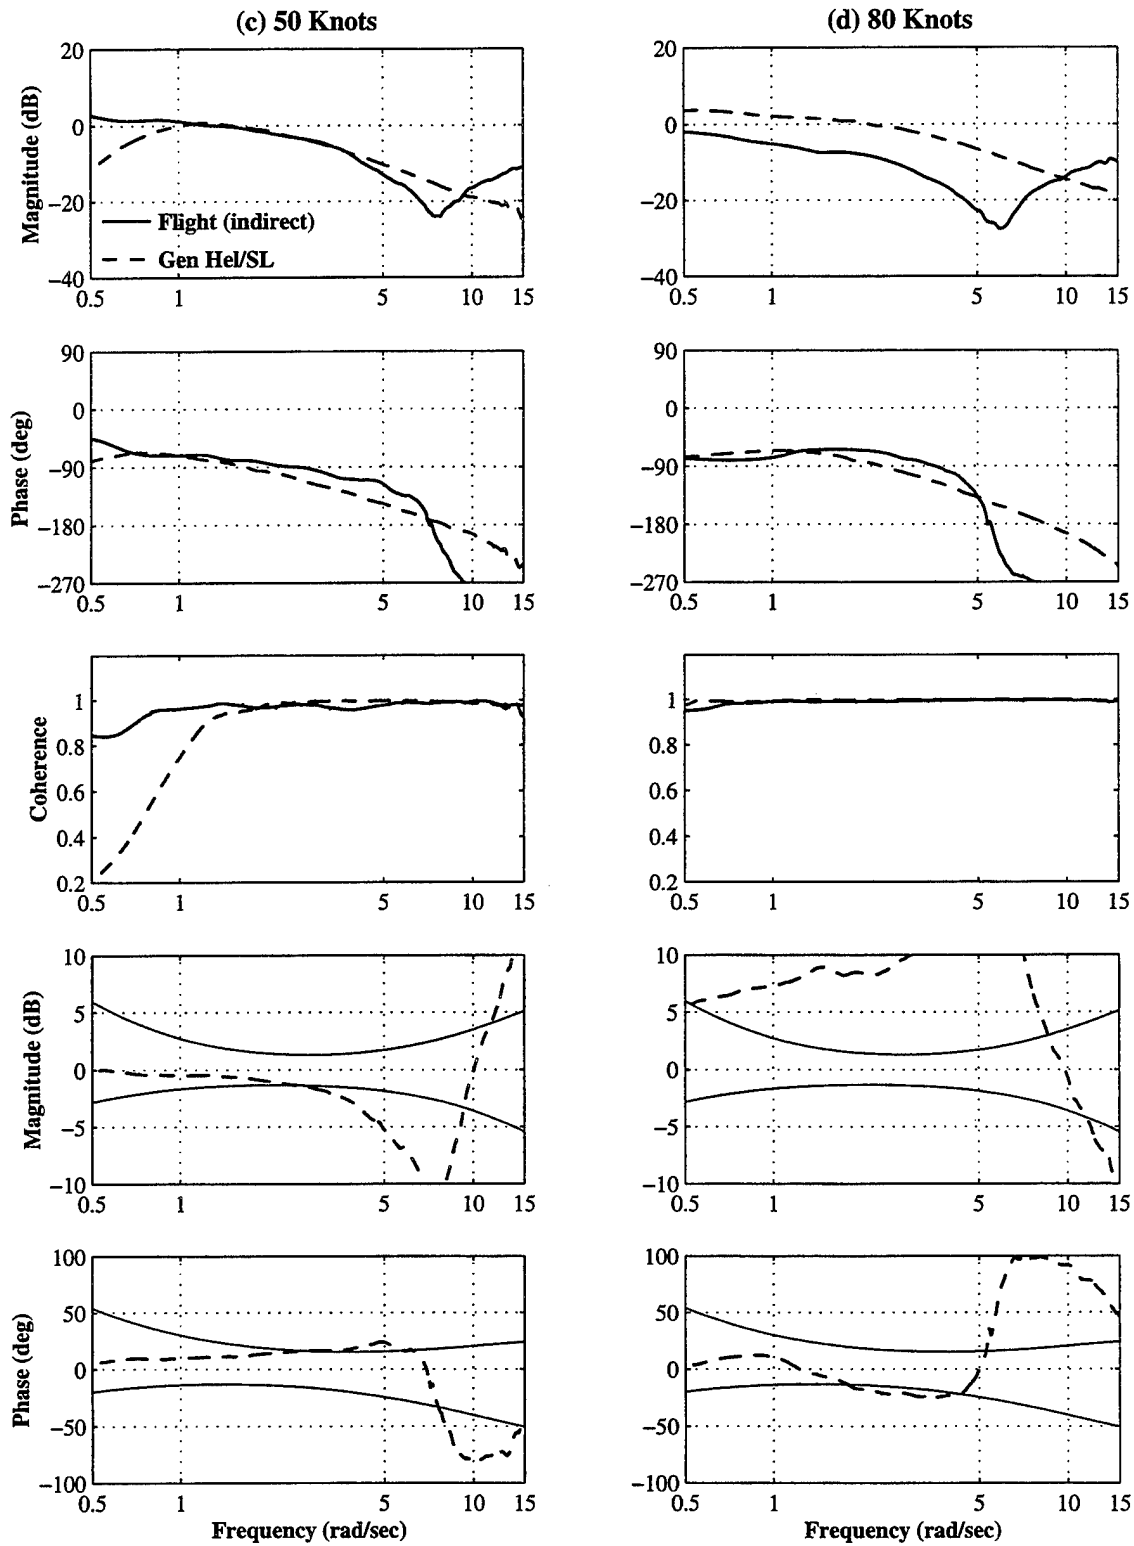 (c) 50 Knots
Magnitude (dB)
20
0
−20
−40
0.5 1 5 10 15
Flight (indirect)
Gen Hel/SL
Phase (deg)
90
0
−90
−180
−270
0.5 1 5 10 15
Coherence
1
0.8
0.6
0.4
0.2
0.5 1 5 10 15
Magnitude (dB)
10
5
0
−5
−10
0.5 1 5 10 15
Phase (deg)
100
50
0
−50
−100
0.5 1 5 10 15
Frequency (rad/sec)
(d) 80 Knots
20
0
−20
−40
0.5 1 5 10 15
90
0
−90
−180
−270
0.5 1 5 10 15
1
0.8
0.6
0.4
0.2
0.5 1 5 10 15
10
5
0
−5
−10
0.5 1 5 10 15
100
50
0
−50
−100
0.5 1 5 10 15
Frequency (rad/sec)